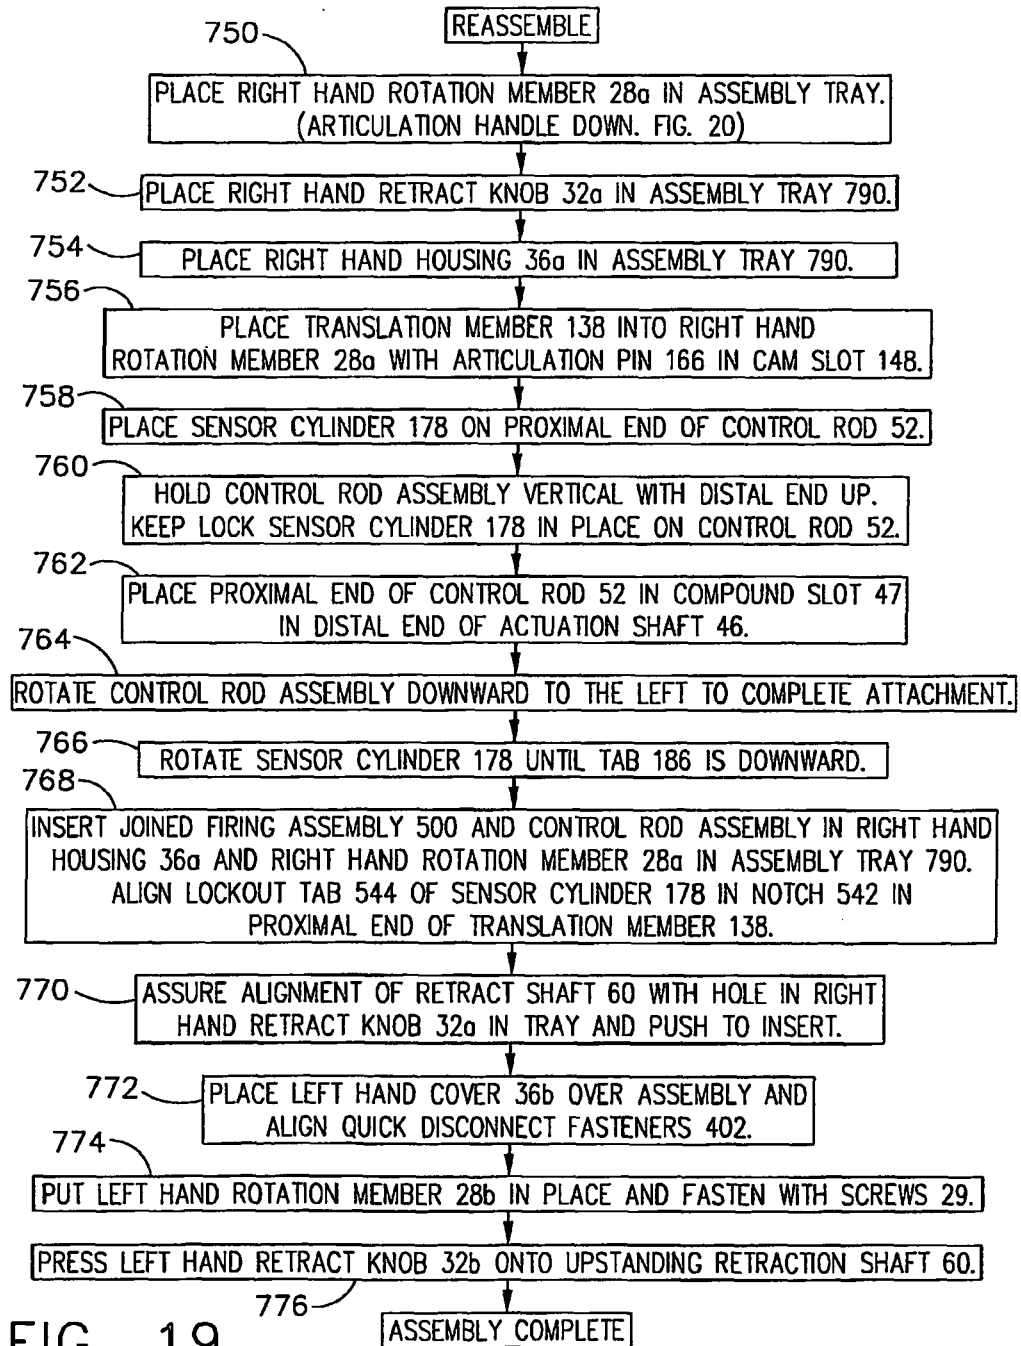 REASSEMBLE
750
PLACE RIGHT HAND ROTATION MEMBER 28a IN ASSEMBLY TRAY.
(ARTICULATION HANDLE DOWN. FIG. 20)
752
PLACE RIGHT HAND RETRACT KNOB 32a IN ASSEMBLY TRAY 790.
754
PLACE RIGHT HAND HOUSING 36a IN ASSEMBLY TRAY 790.
756
PLACE TRANSLATION MEMBER 138 INTO RIGHT HAND
ROTATION MEMBER 28a WITH ARTICULATION PIN 166 IN CAM SLOT 148.
758
PLACE SENSOR CYLINDER 178 ON PROXIMAL END OF CONTROL ROD 52.
760
HOLD CONTROL ROD ASSEMBLY VERTICAL WITH DISTAL END UP.
KEEP LOCK SENSOR CYLINDER 178 IN PLACE ON CONTROL ROD 52.
762
PLACE PROXIMAL END OF CONTROL ROD 52 IN COMPOUND SLOT 47
IN DISTAL END OF ACTUATION SHAFT 46.
764
ROTATE CONTROL ROD ASSEMBLY DOWNWARD TO THE LEFT TO COMPLETE ATTACHMENT.
766
ROTATE SENSOR CYLINDER 178 UNTIL TAB 186 IS DOWNWARD.
768
INSERT JOINED FIRING ASSEMBLY 500 AND CONTROL ROD ASSEMBLY IN RIGHT HAND
HOUSING 36a AND RIGHT HAND ROTATION MEMBER 28a IN ASSEMBLY TRAY 790.
ALIGN LOCKOUT TAB 544 OF SENSOR CYLINDER 178 IN NOTCH 542 IN
PROXIMAL END OF TRANSLATION MEMBER 138.
770
ASSURE ALIGNMENT OF RETRACT SHAFT 60 WITH HOLE IN RIGHT
HAND RETRACT KNOB 32a IN TRAY AND PUSH TO INSERT.
772
PLACE LEFT HAND COVER 36b OVER ASSEMBLY AND
ALIGN QUICK DISCONNECT FASTENERS 402.
774
PUT LEFT HAND ROTATION MEMBER 28b IN PLACE AND FASTEN WITH SCREWS 29.
PRESS LEFT HAND RETRACT KNOB 32b ONTO UPSTANDING RETRACTION SHAFT 60.
776
ASSEMBLY COMPLETE
FIG. 19